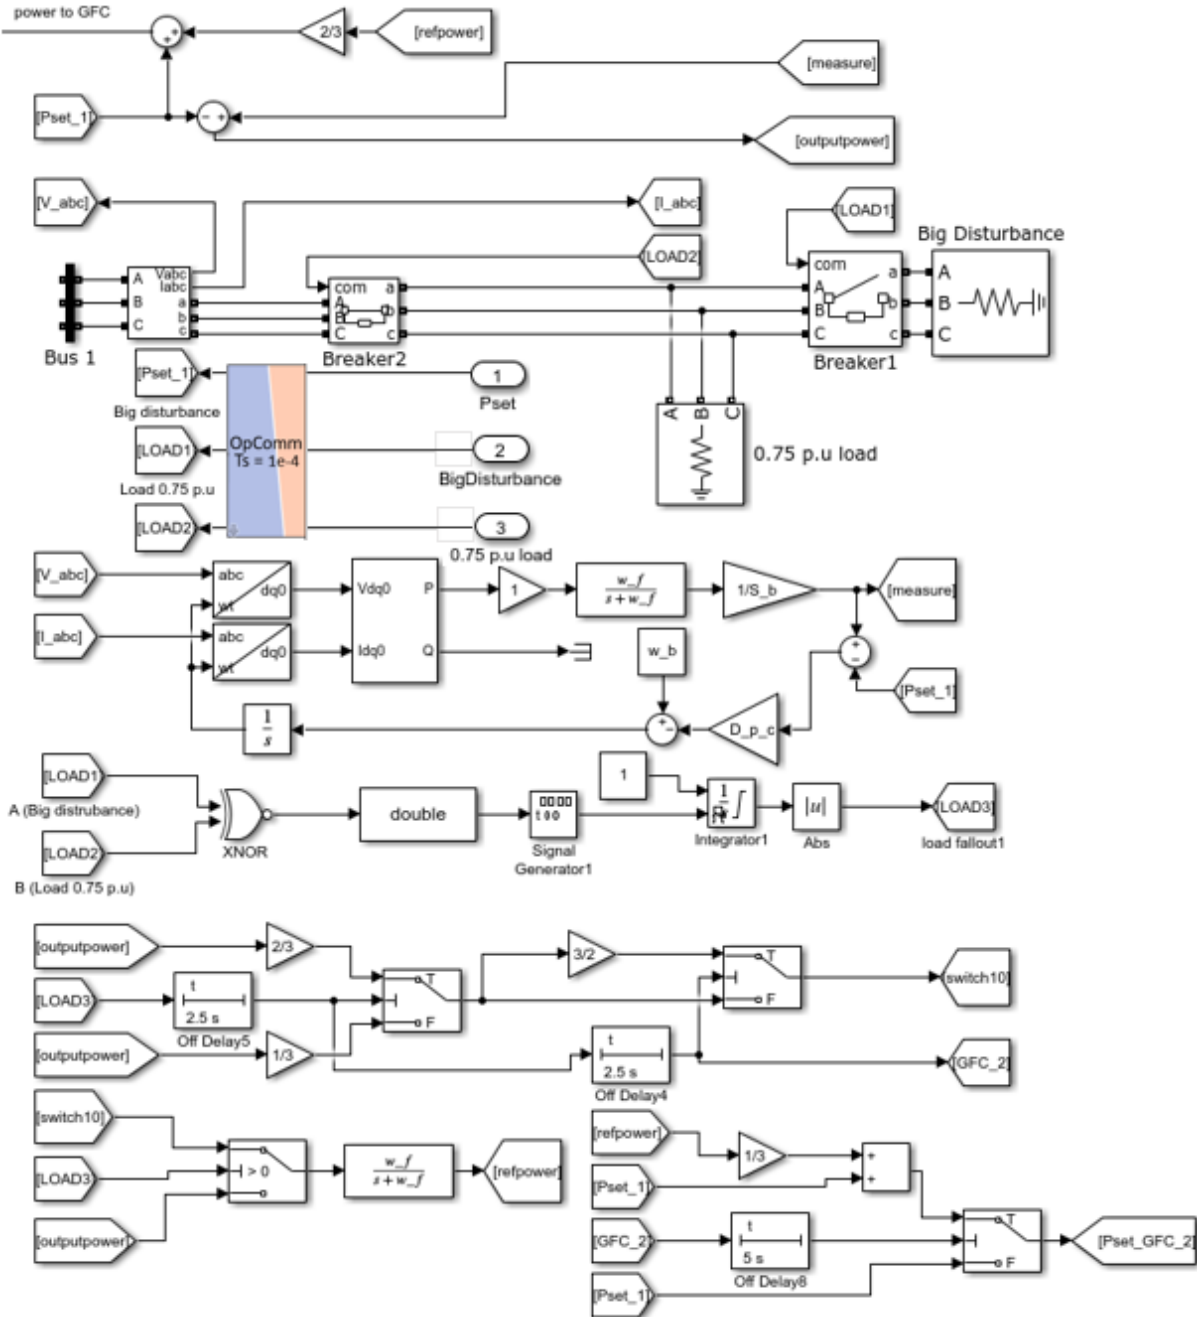 power to GFC
+
+
2/3
[refpower]
[measure]
[Pset_1]
- +
[outputpower]
[V_abc]
[I_abc]
[LOAD1]
Big Disturbance
[LOAD2]
com
A a
B b
C c
Breaker1
A
B
C
Vabc
Iabc
A
B a
b
C c
Bus 1
com a
A
B b
C c
Breaker2
[Pset_1]
Big disturbance
[LOAD1]
Load 0.75 p.u
[LOAD2]
OpComm
Ts = 1e-4
1
Pset
2
BigDisturbance
3
0.75 p.u load
A B C
0.75 p.u load
[V_abc]
[I_abc]
abc
dq0
wt
abc
dq0
wt
Vdq0 P
Idq0 Q
1
w_f
s + w_f
1/S_b
[measure]
+
-
[Pset_1]
w_b
+
-
D_p_c
1
s
[LOAD1]
A (Big distrubance)
[LOAD2]
B (Load 0.75 p.u)
XNOR
double
Signal
Generator1
1
1
s
Integrator1
|u|
Abs
[LOAD3]
load fallout1
[outputpower]
2/3
[LOAD3]
t
2.5 s
Off Delay5
[outputpower]
1/3
T
F
3/2
T
F
[switch10]
t
2.5 s
Off Delay4
[GFC_2]
[switch10]
[LOAD3]
[outputpower]
> 0
w_f
s + w_f
[refpower]
[refpower]
1/3
[Pset_1]
+
+
[GFC_2]
t
5 s
Off Delay8
[Pset_1]
T
F
[Pset_GFC_2]